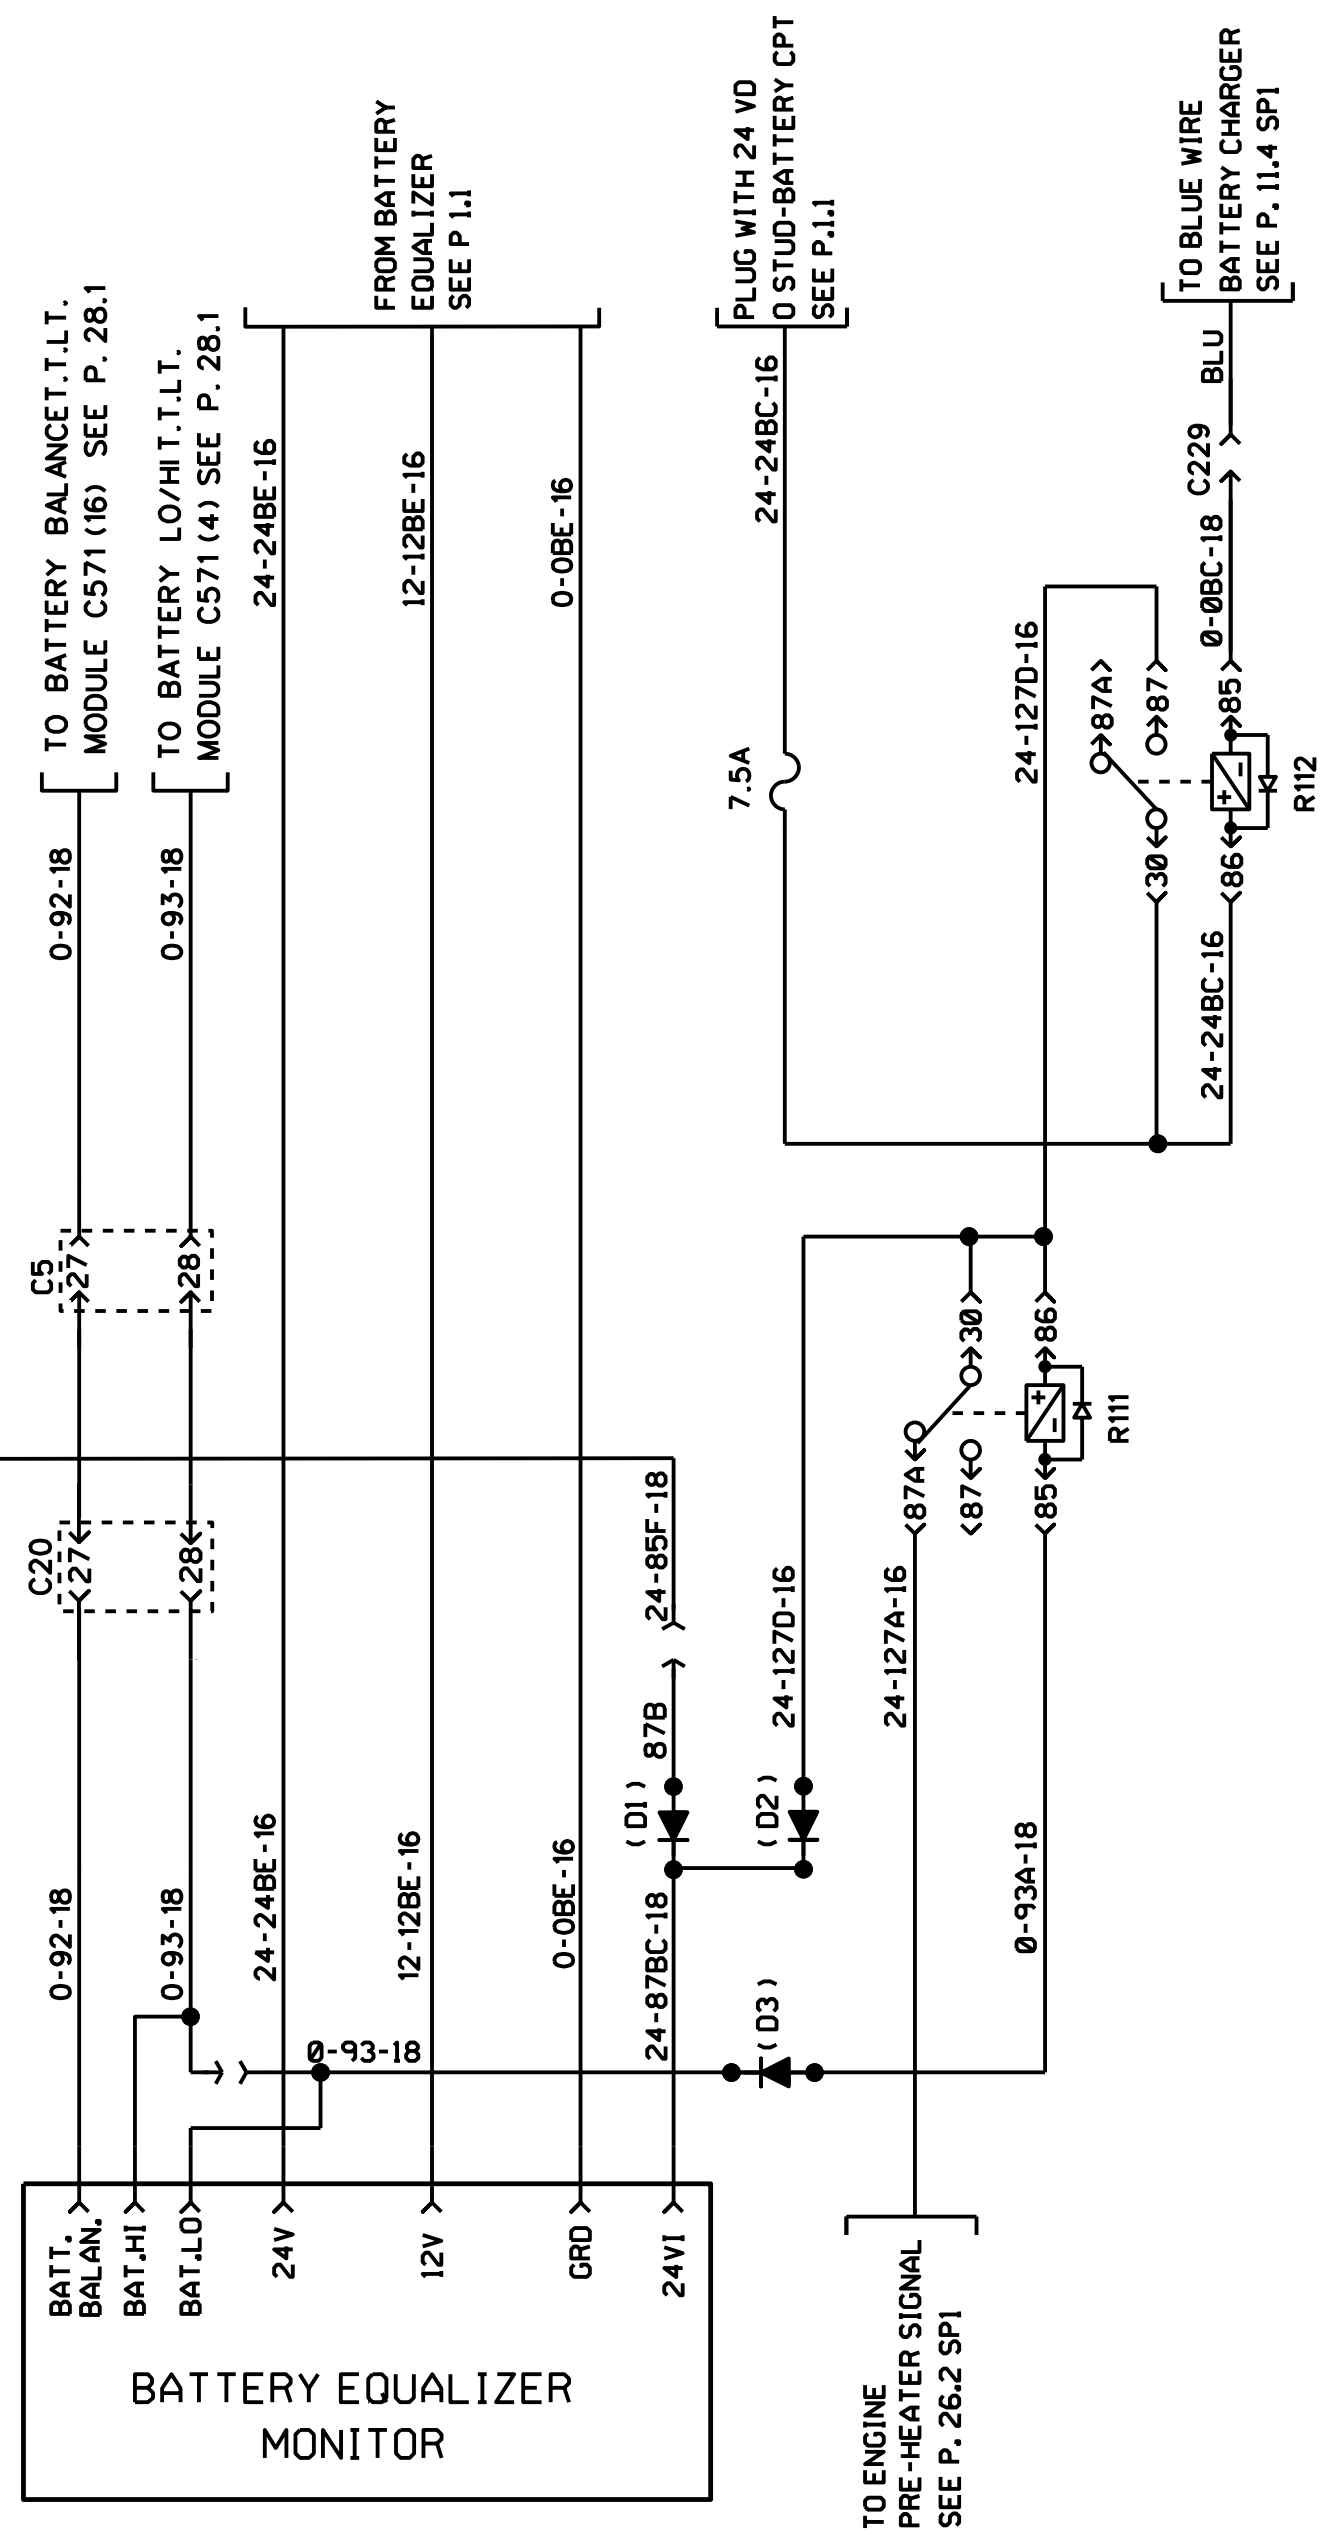 TO BATTERY BALANCE T.LT.
MODULE C571 (16) SEE P. 28.1
TO BATTERY LO/HI T.T.LT.
MODULE C571 (4) SEE P. 28.1
FROM BATTERY
EQUALIZER
SEE P 1.1
PLUG WITH 24 VD
O STUD-BATTERY CPT
SEE P.1.1
TO BLUE WIRE
BATTERY CHARGER
SEE P. 11.4 SP1
0-92-18
0-93-18
24-24BE-16
12-12BE-16
0-0BE-16
24-24BC-16
7.5A
24-127D-16
BLU
C229
0-0BC-18
87A
87
85
30
86
R112
24-24BC-16
C5
27
28
C20
27
28
24-85F-18
87B
30
86
87A
87
85
R111
24-127D-16
24-127A-16
0-93A-18
(D1)
(D2)
(D3)
0-92-18
0-93-18
24-24BE-16
12-12BE-16
0-0BE-16
24-87BC-18
0-93-18
BATT.
BALAN.
BAT.HI
BAT.LO
24V
12V
GRD
24VI
BATTERY EQUALIZER
MONITOR
TO ENGINE
PRE-HEATER SIGNAL
SEE P. 26.2 SP1